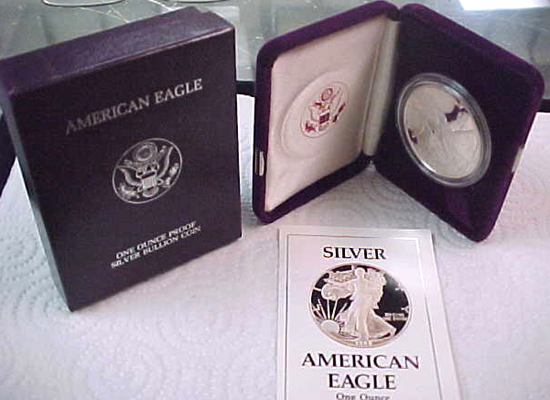 AMERICAN EAGLE
ONE OUNCE PROOF
SILVER BULLION COIN
SILVER
AMERICAN
EAGLE
One Ounce